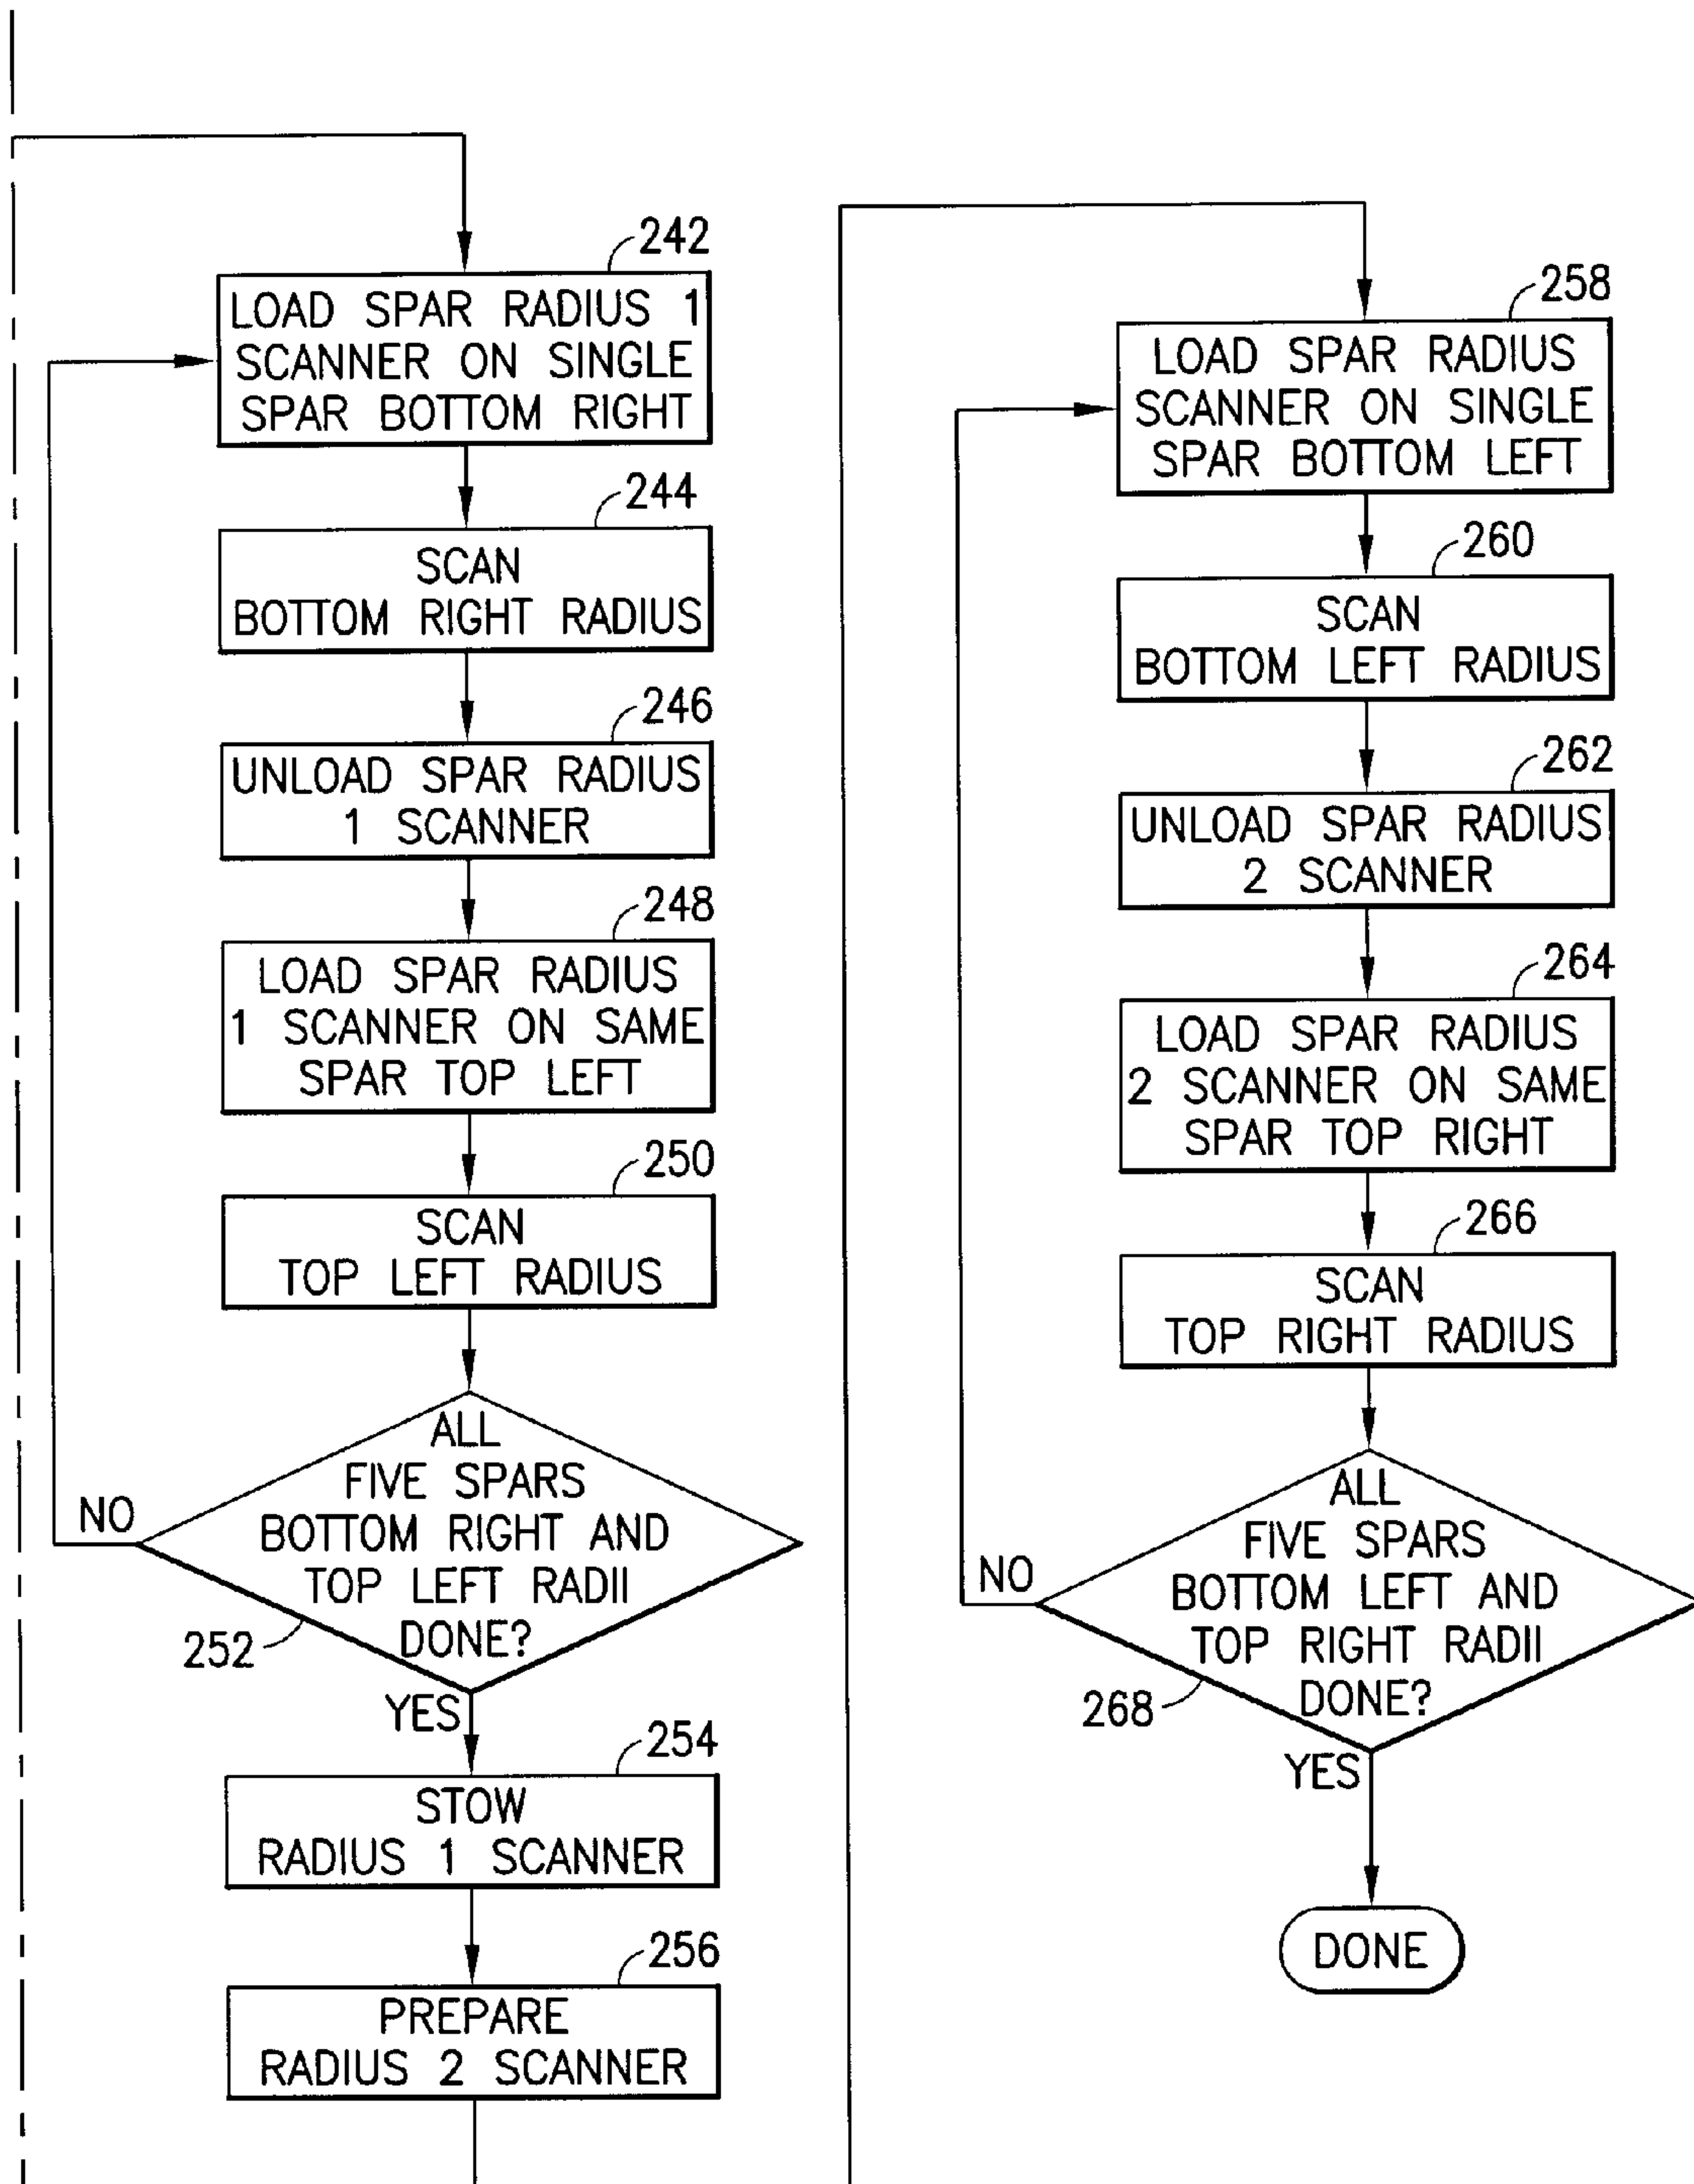 242
LOAD SPAR RADIUS 1
SCANNER ON SINGLE
SPAR BOTTOM RIGHT
244
SCAN
BOTTOM RIGHT RADIUS
246
UNLOAD SPAR RADIUS
1 SCANNER
248
LOAD SPAR RADIUS
1 SCANNER ON SAME
SPAR TOP LEFT
250
SCAN
TOP LEFT RADIUS
ALL
FIVE SPARS
BOTTOM RIGHT AND
TOP LEFT RADII
DONE?
NO
252
YES
254
STOW
RADIUS 1 SCANNER
256
PREPARE
RADIUS 2 SCANNER
258
LOAD SPAR RADIUS
SCANNER ON SINGLE
SPAR BOTTOM LEFT
260
SCAN
BOTTOM LEFT RADIUS
262
UNLOAD SPAR RADIUS
2 SCANNER
264
LOAD SPAR RADIUS
2 SCANNER ON SAME
SPAR TOP RIGHT
266
SCAN
TOP RIGHT RADIUS
ALL
FIVE SPARS
BOTTOM LEFT AND
TOP RIGHT RADII
DONE?
NO
268
YES
DONE